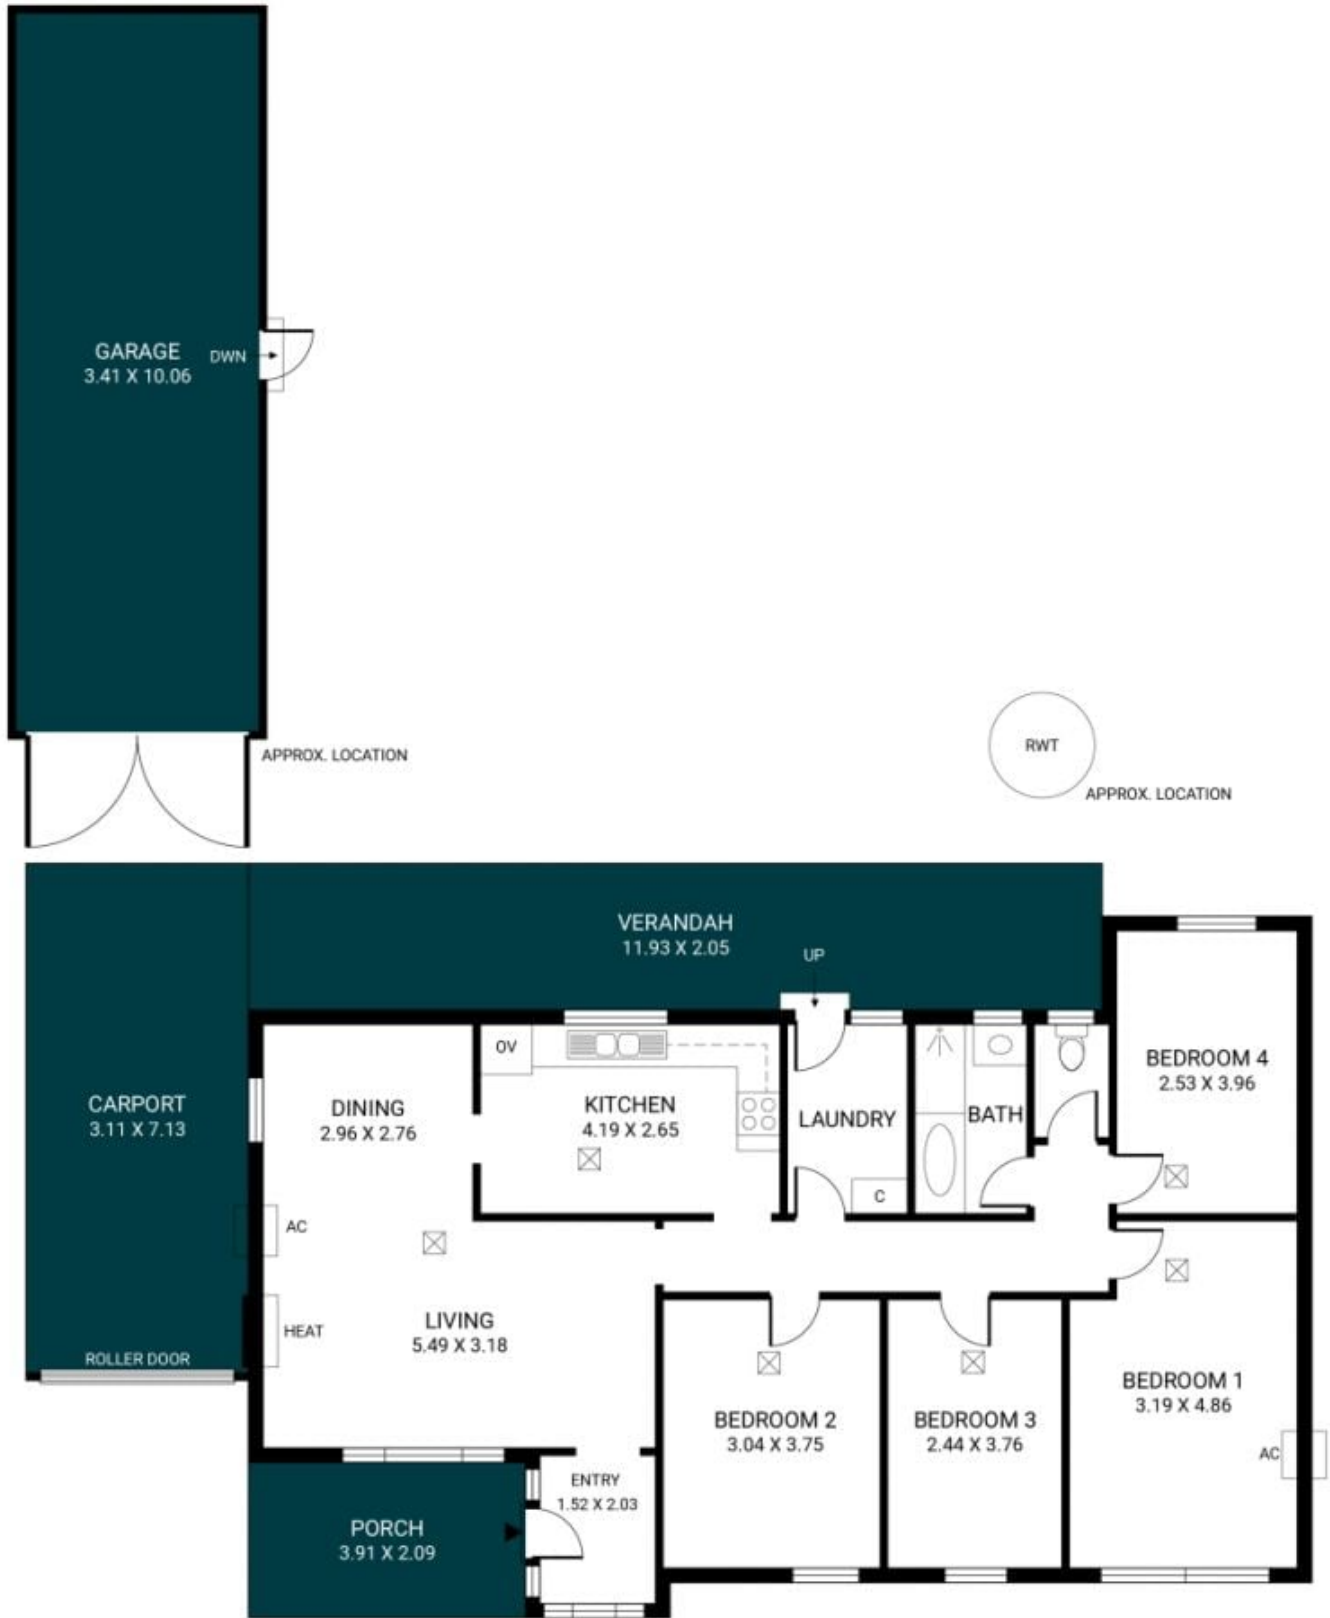 GARAGE
3.41 X 10.06
DWN
APPROX. LOCATION
RWT
APPROX. LOCATION
VERANDAH
11.93 X 2.05
UP
CARPORT
3.11 X 7.13
ROLLER DOOR
DINING
2.96 X 2.76
OV
KITCHEN
4.19 X 2.65
LAUNDRY
C
BATH
BEDROOM 4
2.53 X 3.96
AC
HEAT
LIVING
5.49 X 3.18
BEDROOM 2
3.04 X 3.75
BEDROOM 3
2.44 X 3.76
BEDROOM 1
3.19 X 4.86
AC
ENTRY
1.52 X 2.03
PORCH
3.91 X 2.09